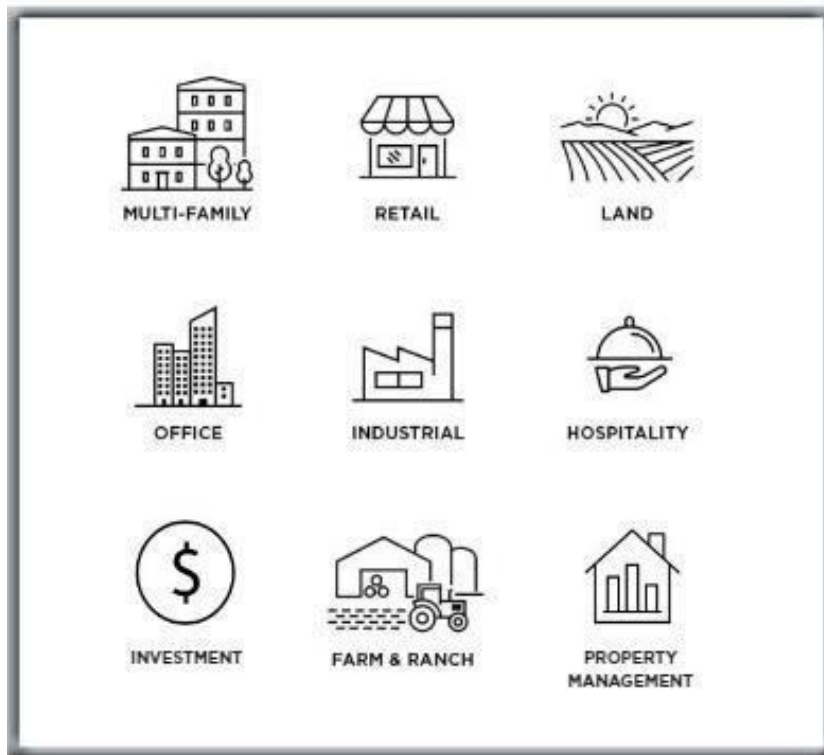 MULTI-FAMILY
RETAIL
LAND
OFFICE
INDUSTRIAL
HOSPITALITY
$
INVESTMENT
FARM & RANCH
PROPERTY
MANAGEMENT